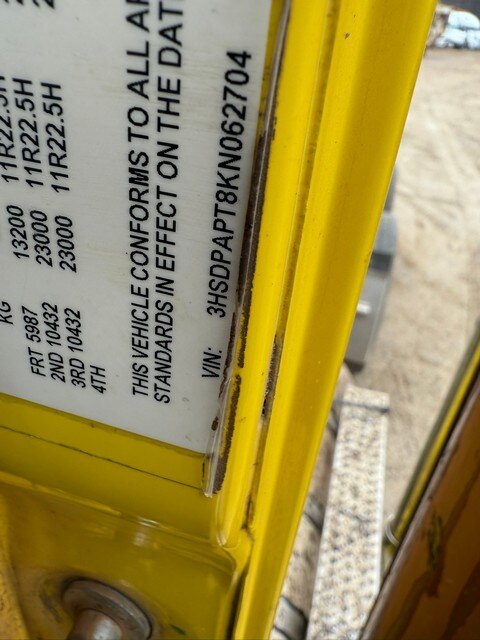 KG
FRT 5987 13200 11R22.5H
2ND 10432 23000 11R22.5H
3RD 10432 23000 11R22.5H
4TH
THIS VEHICLE CONFORMS TO ALL
STANDARDS IN EFFECT ON THE
VIN: 3HSDPAPT8KN062704